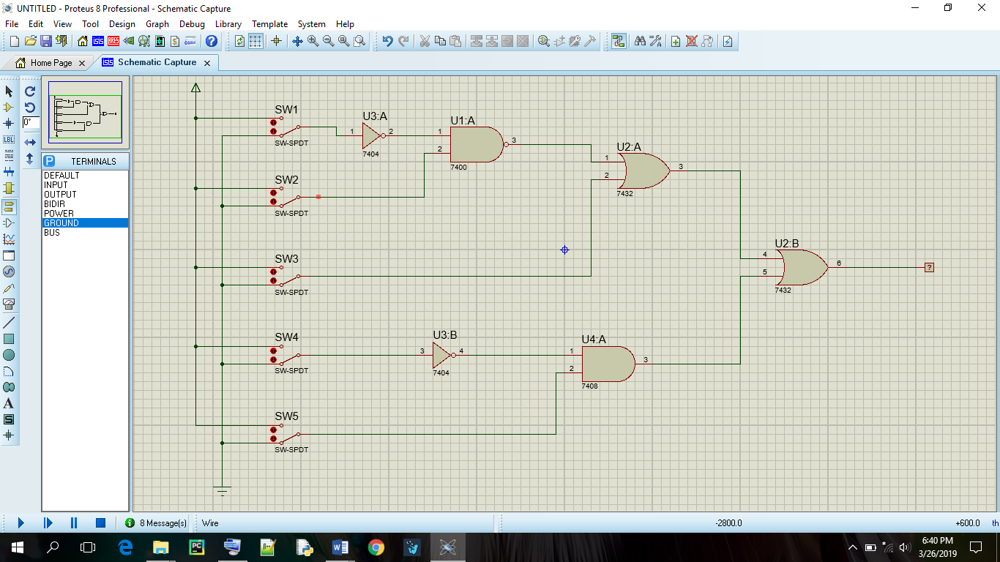 UNTITLED - Proteus 8 Professional - Schematic Capture
File Edit View Tool Design Graph Debug Library Template System Help
Home Page Schematic Capture
0°
LBL
P TERMINALS
DEFAULT
INPUT
OUTPUT
BIDIR
POWER
GROUND
BUS
A
S
SW1
SW-SPDT
U3:A
1 2
7404
U1:A
1
2
3
7400
SW2
SW-SPDT
U2:A
1
2
3
7432
SW3
SW-SPDT
U2:B
4
5
6
7432
?
SW4
SW-SPDT
U3:B
3 4
7404
U4:A
1
2
3
7408
SW5
SW-SPDT
8 Message(s) Wire -2800.0 +600.0 th
6:40 PM
3/26/2019